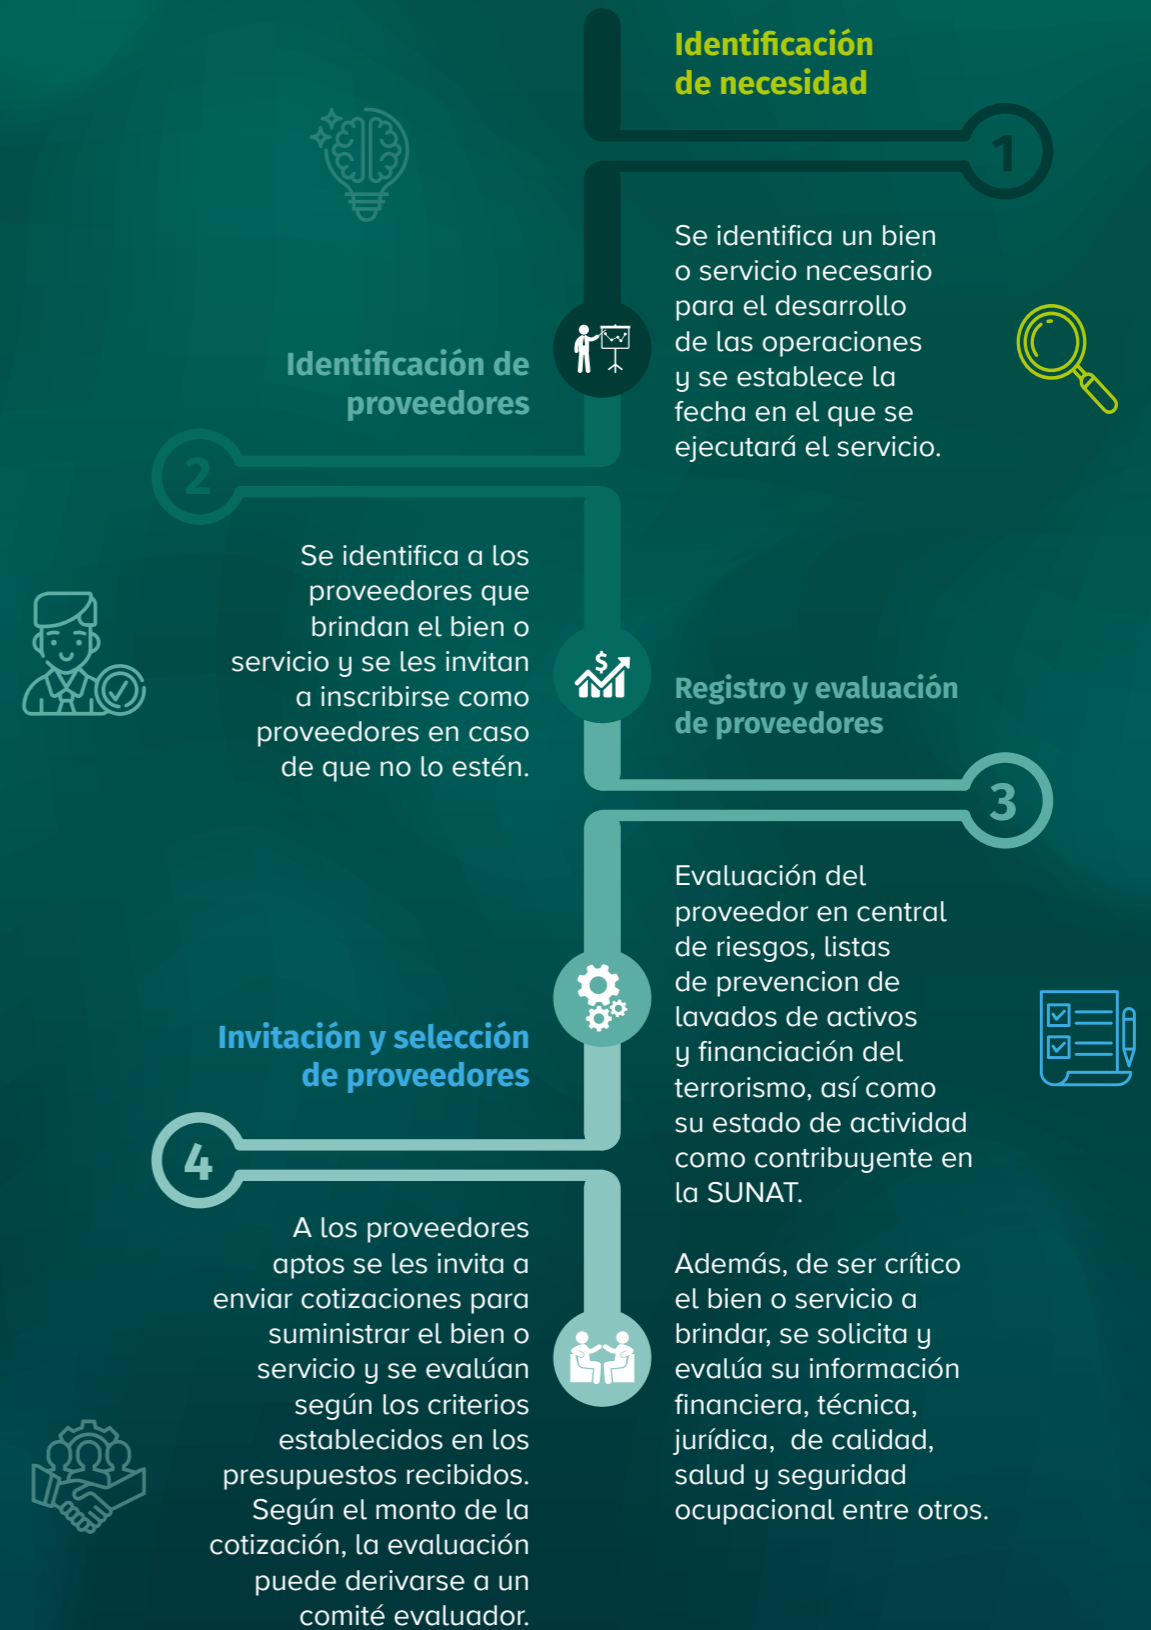 Identificación
de necesidad
1
Se identifica un bien
o servicio necesario
para el desarrollo
de las operaciones
y se establece la
fecha en el que se
ejecutará el servicio.
Identificación de
proveedores
2
Se identifica a los
proveedores que
brindan el bien o
servicio y se les invitan
a inscribirse como
proveedores en caso
de que no lo estén.
Registro y evaluación
de proveedores
3
Evaluación del
proveedor en central
de riesgos, listas
de prevencion de
lavados de activos
y financiación del
terrorismo, así como
su estado de actividad
como contribuyente en
la SUNAT.
Además, de ser crítico
el bien o servicio a
brindar, se solicita y
evalúa su información
financiera, técnica,
jurídica,  de calidad,
salud y seguridad
ocupacional entre otros.
Invitación y selección
de proveedores
4
A los proveedores
aptos se les invita a
enviar cotizaciones para
suministrar el bien o
servicio y se evalúan
según los criterios
establecidos en los
presupuestos recibidos.
Según el monto de la
cotización, la evaluación
puede derivarse a un
comité evaluador.